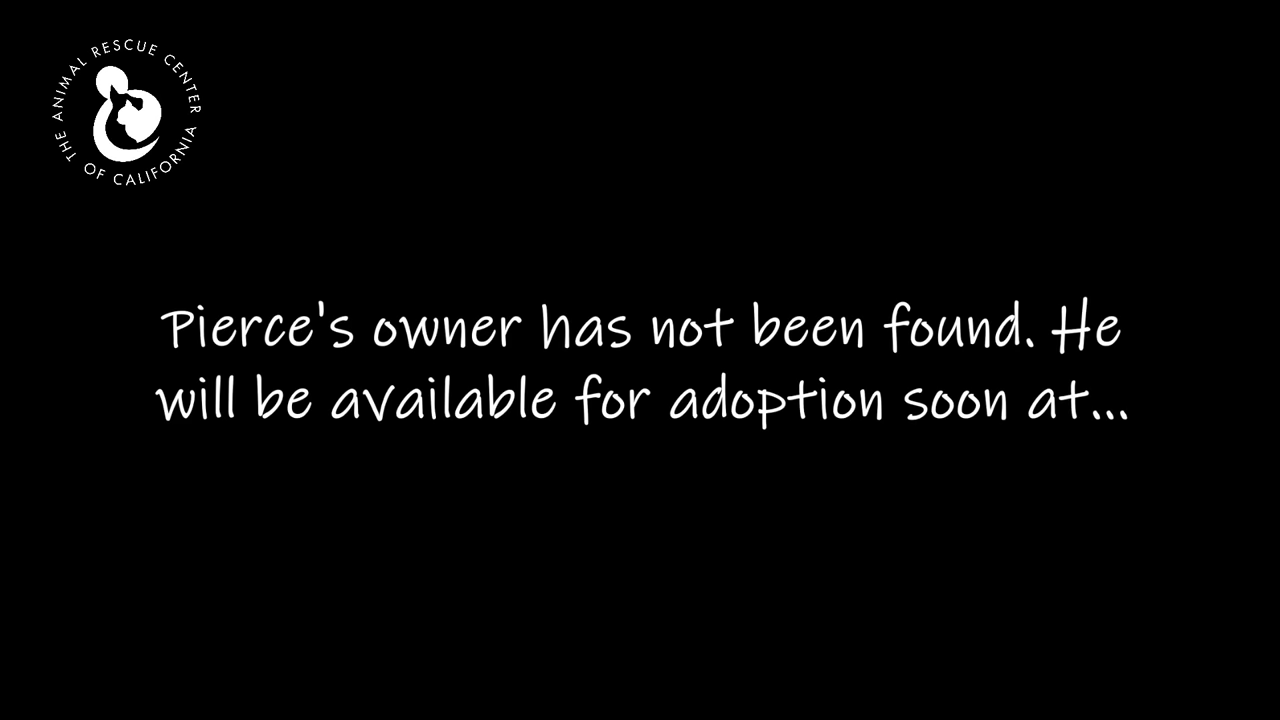 THE ANIMAL RESCUE CENTER
OF CALIFORNIA
Pierce's owner has not been found. He
will be available for adoption soon at...